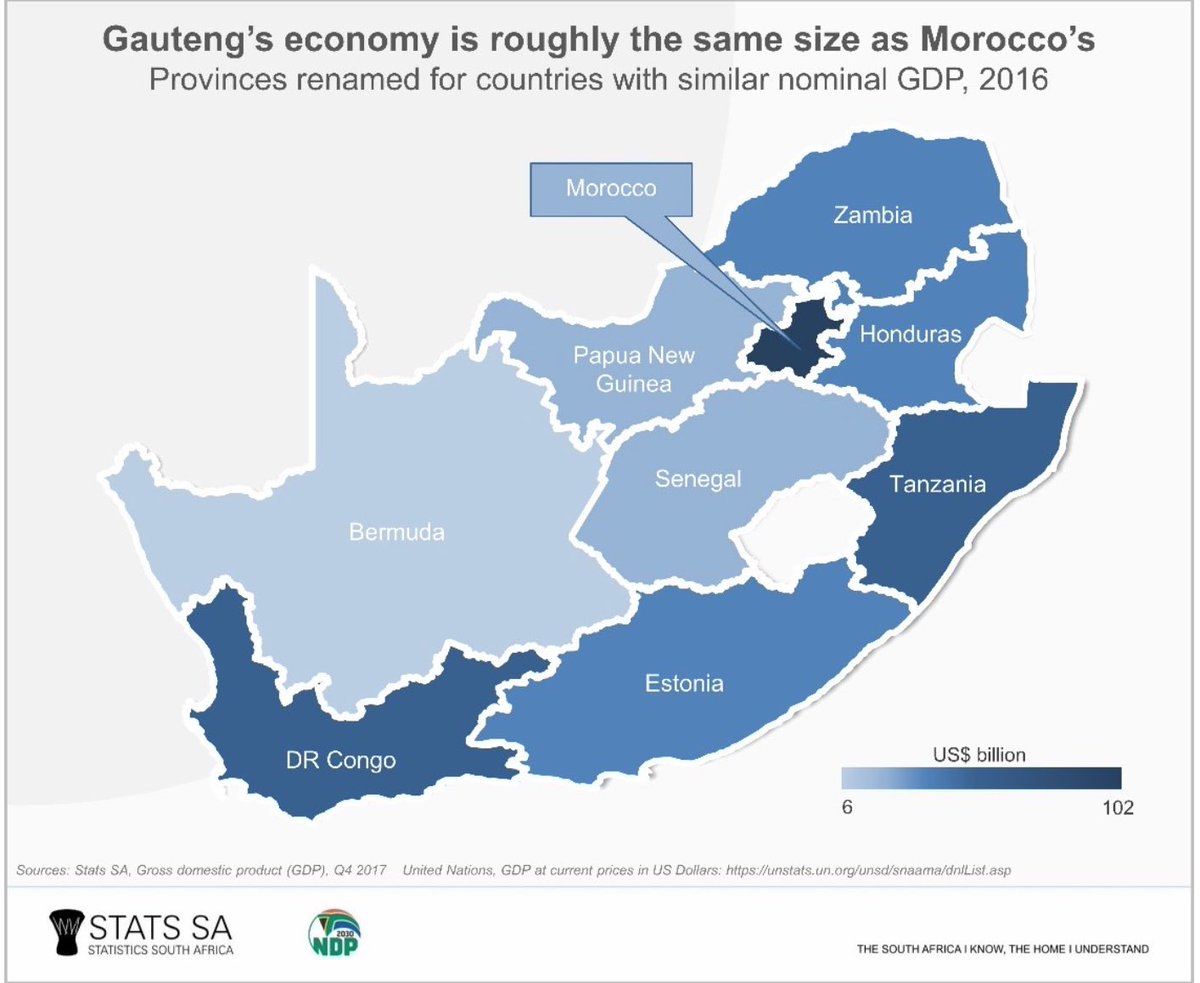 Gauteng's economy is roughly the same size as Morocco's
Provinces renamed for countries with similar nominal GDP, 2016
Morocco
Zambia
Honduras
Papua New
Guinea
Senegal
Tanzania
Bermuda
Estonia
DR Congo
US$ billion
6 102
Sources: Stats SA, Gross domestic product (GDP), Q4 2017 United Nations, GDP at current prices in US Dollars: https://unstats.un.org/unsd/snaama/dnlList.asp
STATS SA
STATISTICS SOUTH AFRICA
2030
NDP
THE SOUTH AFRICA I KNOW, THE HOME I UNDERSTAND